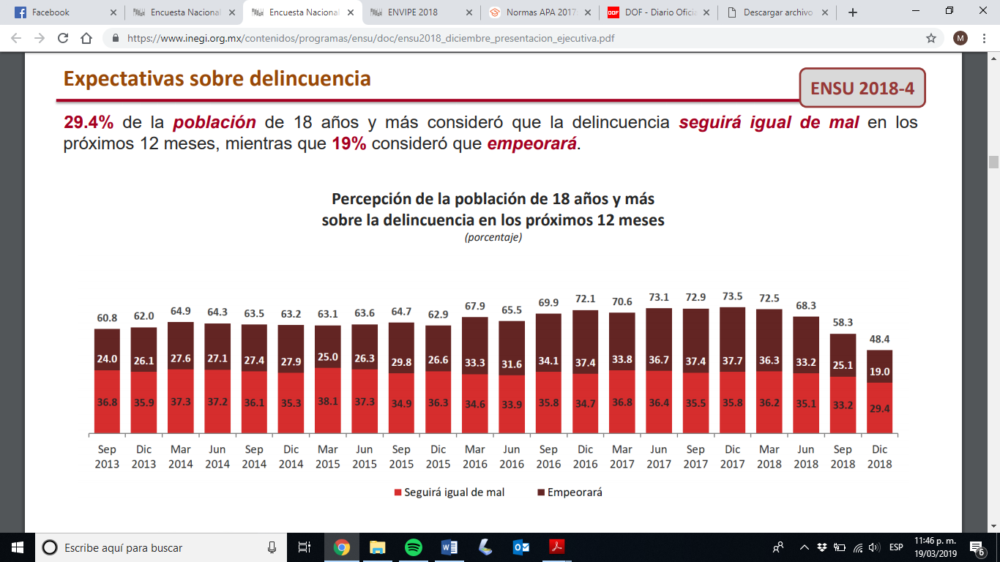 Facebook
Encuesta Nacional
Encuesta Nacional
ENVIPE 2018
Normas APA 2017
DOF - Diario Oficia
Descargar archivo
https://www.inegi.org.mx/contenidos/programas/ensu/doc/ensu2018_diciembre_presentacion_ejecutiva.pdf
M
Expectativas sobre delincuencia
ENSU 2018-4
29.4% de la población de 18 años y más consideró que la delincuencia seguirá igual de mal en los
próximos 12 meses, mientras que 19% consideró que empeorará.
Percepción de la población de 18 años y más
sobre la delincuencia en los próximos 12 meses
(porcentaje)
60.8 62.0 64.9 64.3 63.5 63.2 63.1 63.6 64.7 62.9 67.9 65.5 69.9 72.1 70.6 73.1 72.9 73.5 72.5 68.3 58.3 48.4
24.0 26.1 27.6 27.1 27.4 27.9 25.0 26.3 29.8 26.6 33.3 31.6 34.1 37.4 33.8 36.7 37.4 37.7 36.3 33.2 25.1 19.0
36.8 35.9 37.3 37.2 36.1 35.3 38.1 37.3 34.9 36.3 34.6 33.9 35.8 34.7 36.8 36.4 35.5 35.8 36.2 35.1 33.2 29.4
Sep Dic Mar Jun Sep Dic Mar Jun Sep Dic Mar Jun Sep Dic Mar Jun Sep Dic Mar Jun Sep Dic
2013 2013 2014 2014 2014 2014 2015 2015 2015 2015 2016 2016 2016 2016 2017 2017 2017 2017 2018 2018 2018 2018
Seguirá igual de mal
Empeorará
Escribe aquí para buscar
ESP
11:46 p. m.
19/03/2019
6